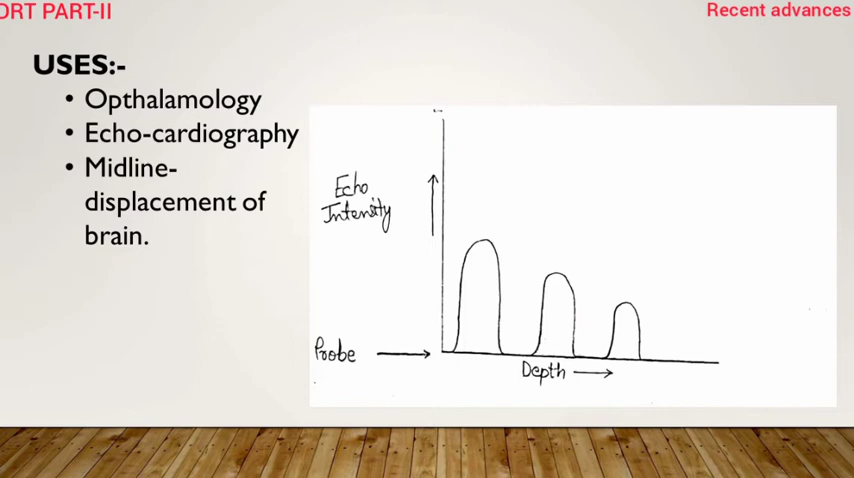 ORT PART-II
Recent advances
USES:-
• Opthalamology
• Echo-cardiography
• Midline-
displacement of
brain.
Echo
Intensity
Probe
Depth